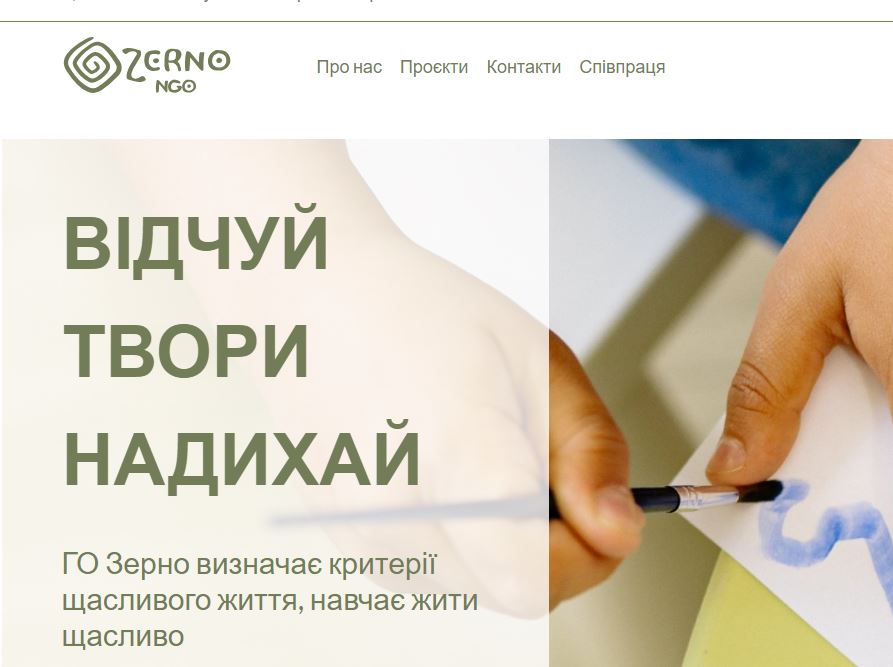 ZERNO
NGO
Про нас Проєкти Контакти Співпраця
ВІДЧУЙ
ТВОРИ
НАДИХАЙ
ГО Зерно визначає критерії
щасливого життя, навчає жити
щасливо